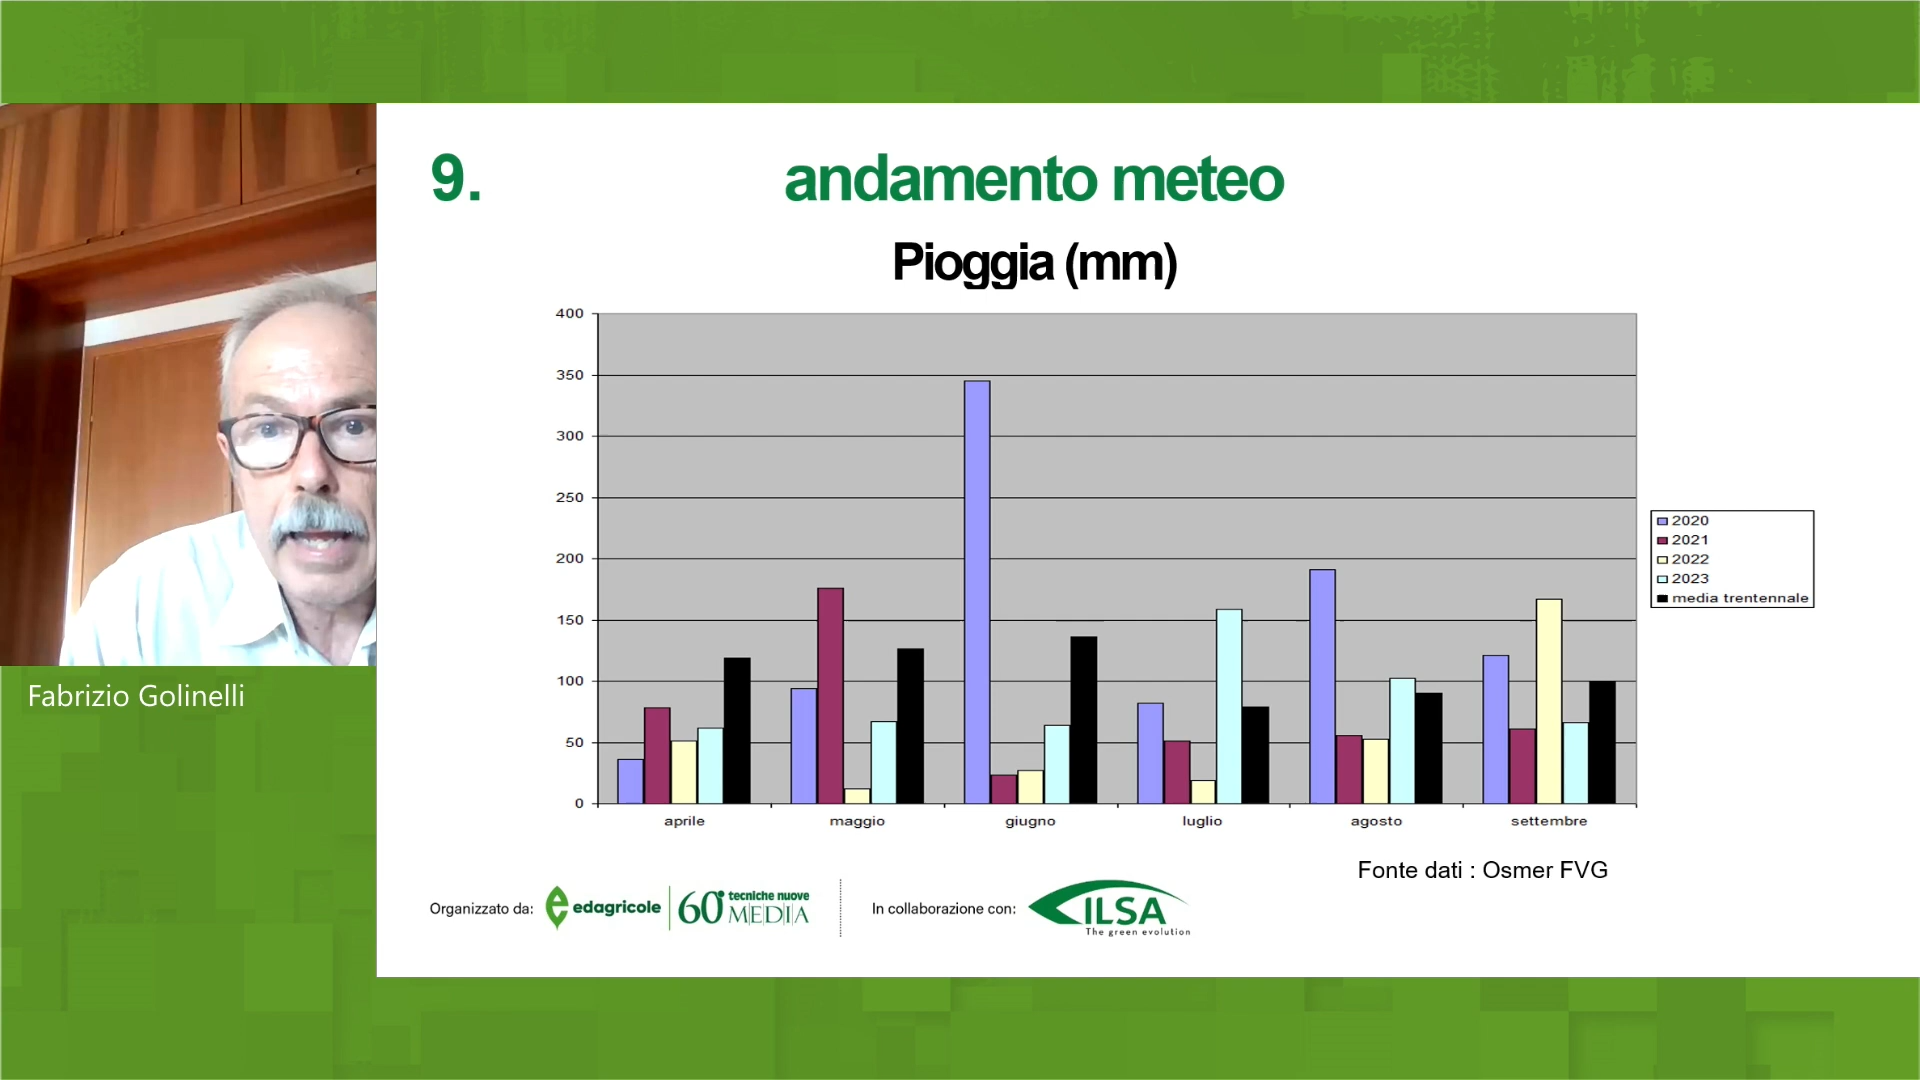 9.
andamento meteo
Pioggia (mm)
400
350
300
250
200
150
100
50
0
aprile
maggio
giugno
luglio
agosto
settembre
2020
2021
2022
2023
media trentennale
Fabrizio Golinelli
Fonte dati : Osmer FVG
Organizzato da:
edagricole
60°
tecniche nuove
MEDIA
In collaborazione con:
ILSA
The green evolution